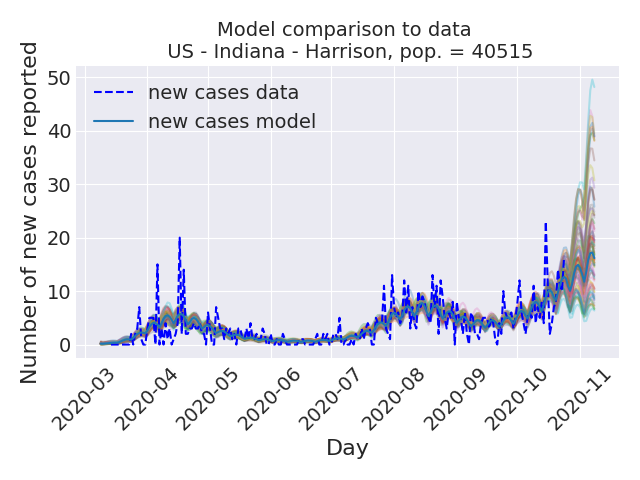 Model comparison to data
US - Indiana - Harrison, pop. = 40515
Number of new cases reported
50
40
30
20
10
0
new cases data
new cases model
2020-03
2020-04
2020-05
2020-06
2020-07
2020-08
2020-09
2020-10
2020-11
Day